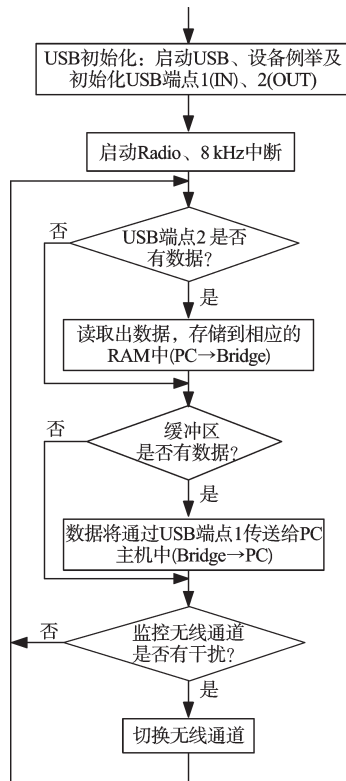 USB初始化：启动USB、设备例举及
初始化USB端点1(IN)、2(OUT)
启动Radio、8 kHz中断
否
USB端点2 是否
有数据?
是
读取出数据，存储到相应的
RAM中(PC→Bridge)
否
缓冲区
是否有数据?
是
数据将通过USB端点1传送给PC
主机中(Bridge→PC)
否
监控无线通道
是否有干扰?
是
切换无线通道